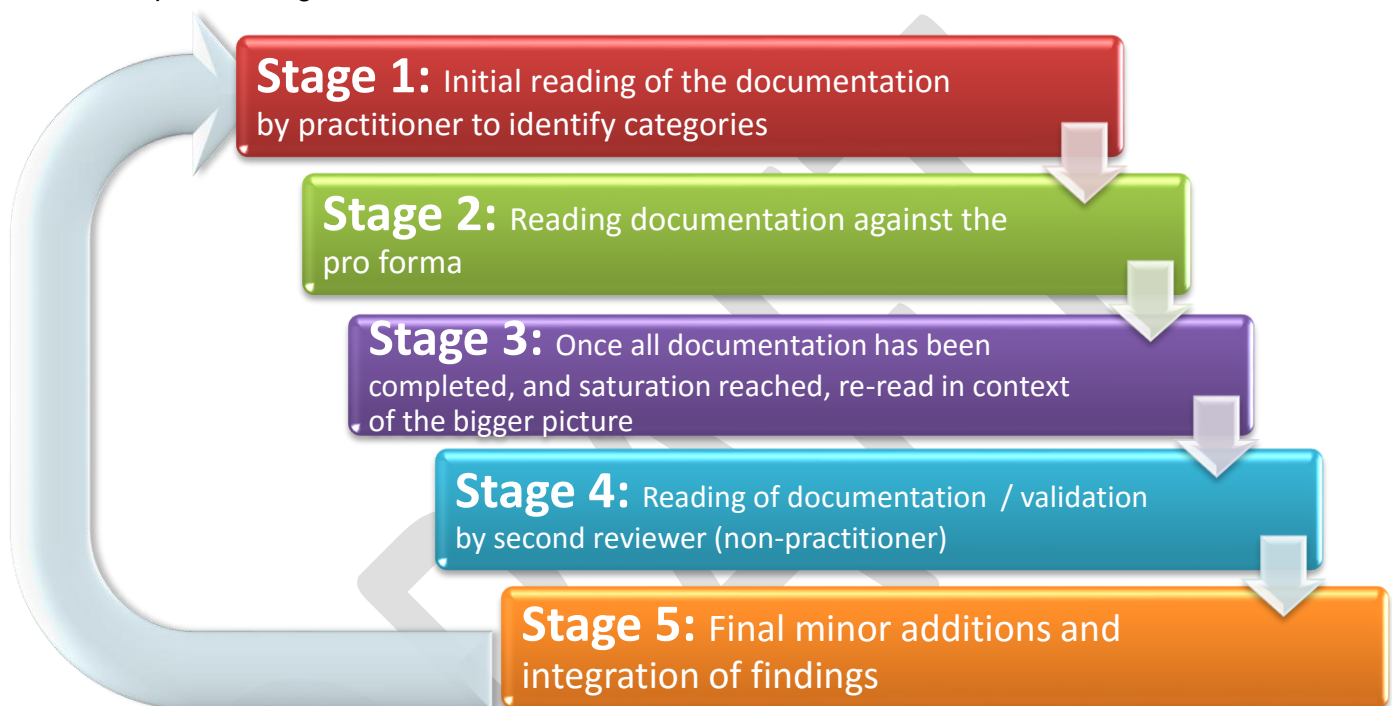 Stage 1: Initial reading of the documentation
by practitioner to identify categories
Stage 2: Reading documentation against the
pro forma
Stage 3: Once all documentation has been
completed, and saturation reached, re-read in context
of the bigger picture
Stage 4: Reading of documentation / validation
by second reviewer (non-practitioner)
Stage 5: Final minor additions and
integration of findings